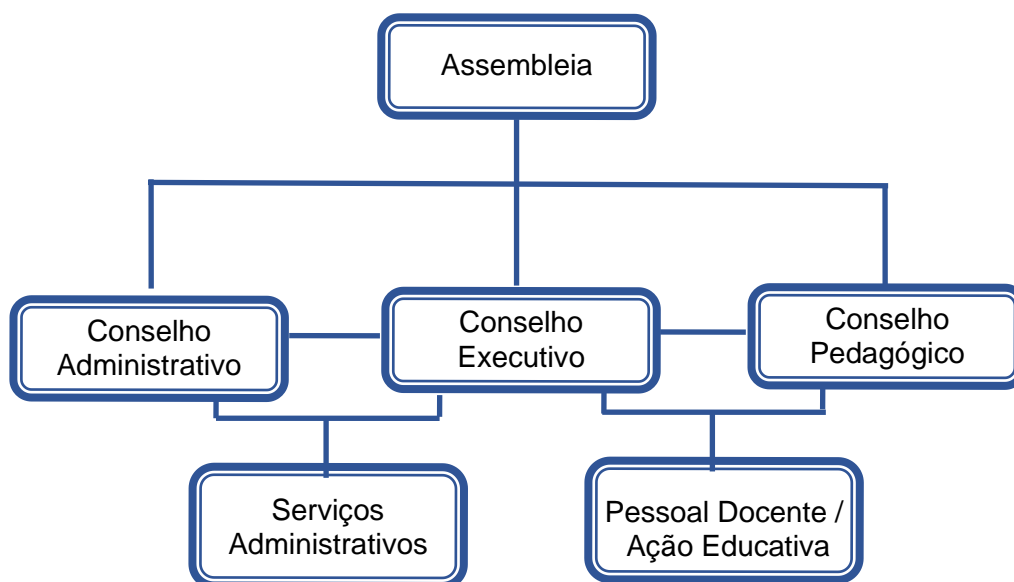 Assembleia
Conselho
Administrativo
Conselho
Executivo
Conselho
Pedagógico
Serviços
Administrativos
Pessoal Docente /
Ação Educativa